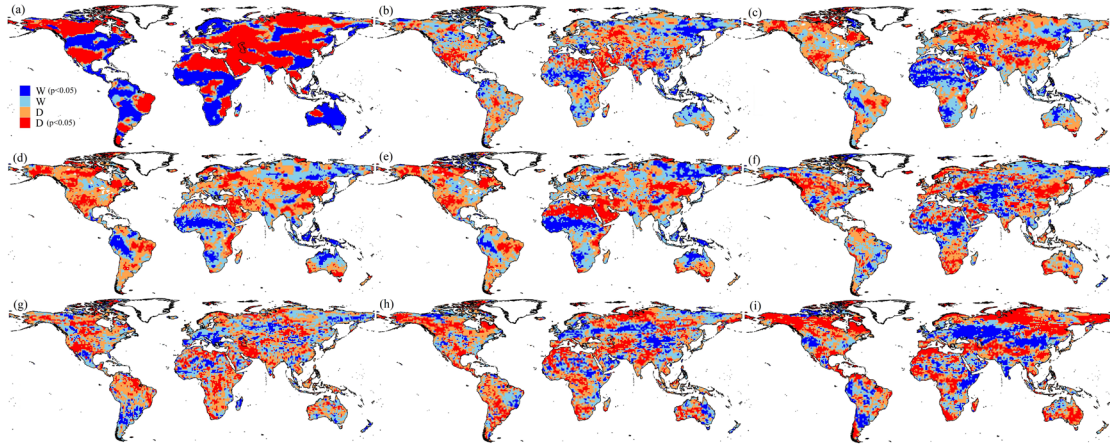 (a)
(b)
(c)
W (p<0.05)
W
D
D (p<0.05)
(d)
(e)
(f)
(g)
(h)
(i)